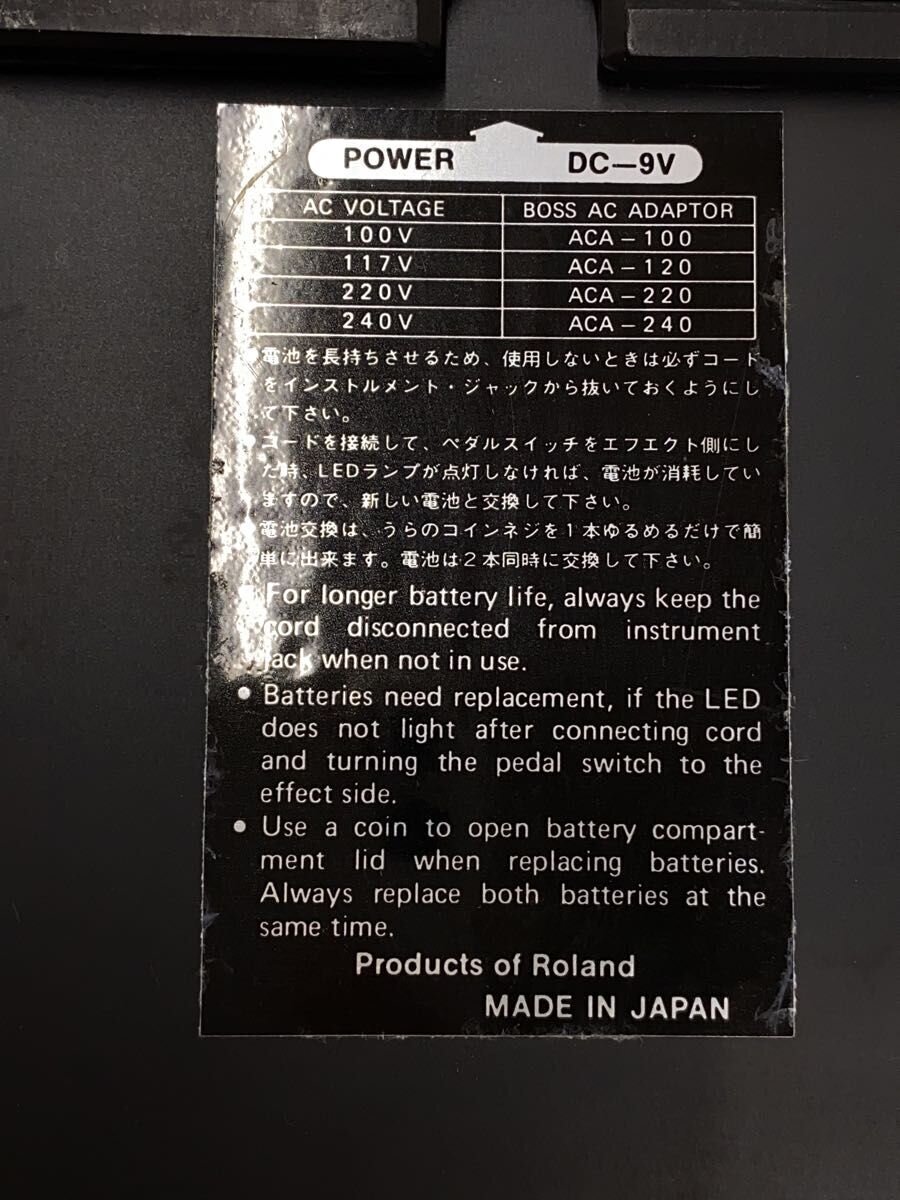 POWER DC—9V
AC VOLTAGE BOSS AC ADAPTOR
100V ACA－100
117V ACA－120
220V ACA－220
240V ACA－240
●電池を長持ちさせるため、使用しないときは必ずコード
をインストルメント・ジャックから抜いておくようにし
て下さい。
●コードを接続して、ペダルスイッチをエフェクト側にし
た時、LEDランプが点灯しなければ、電池が消耗してい
ますので、新しい電池と交換して下さい。
●電池交換は、うらのコインネジを1本ゆるめるだけで簡
単に出来ます。電池は2本同時に交換して下さい。
● For longer battery life, always keep the
cord disconnected from instrument
jack when not in use.
● Batteries need replacement, if the LED
does not light after connecting cord
and turning the pedal switch to the
effect side.
● Use a coin to open battery compart-
ment lid when replacing batteries.
Always replace both batteries at the
same time.
Products of Roland
MADE IN JAPAN